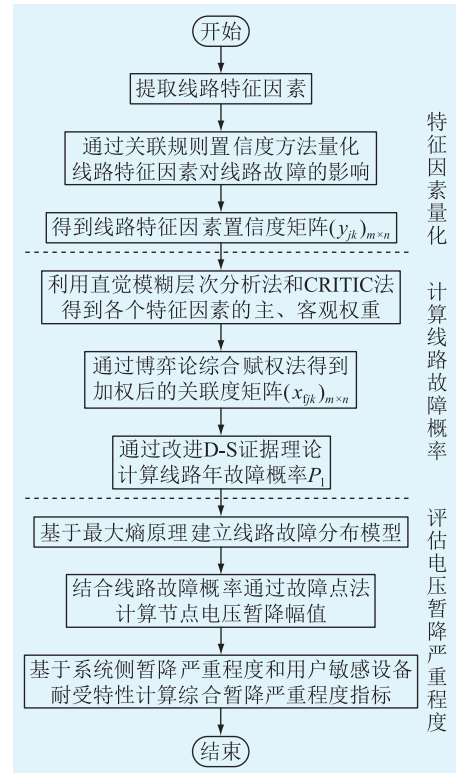 开始
提取线路特征因素
通过关联规则置信度方法量化
线路特征因素对线路故障的影响
得到线路特征因素置信度矩阵(y_{jk})_{m×n}
特征因素量化
利用直觉模糊层次分析法和CRITIC法
得到各个特征因素的主、客观权重
通过博弈论综合赋权法得到
加权后的关联度矩阵(x_{fjk})_{m×n}
通过改进D-S证据理论
计算线路年故障概率P_l
计算线路故障概率
基于最大熵原理建立线路故障分布模型
结合线路故障概率通过故障点法
计算节点电压暂降幅值
基于系统侧暂降严重程度和用户敏感设备
耐受特性计算综合暂降严重程度指标
评估电压暂降严重程度
结束